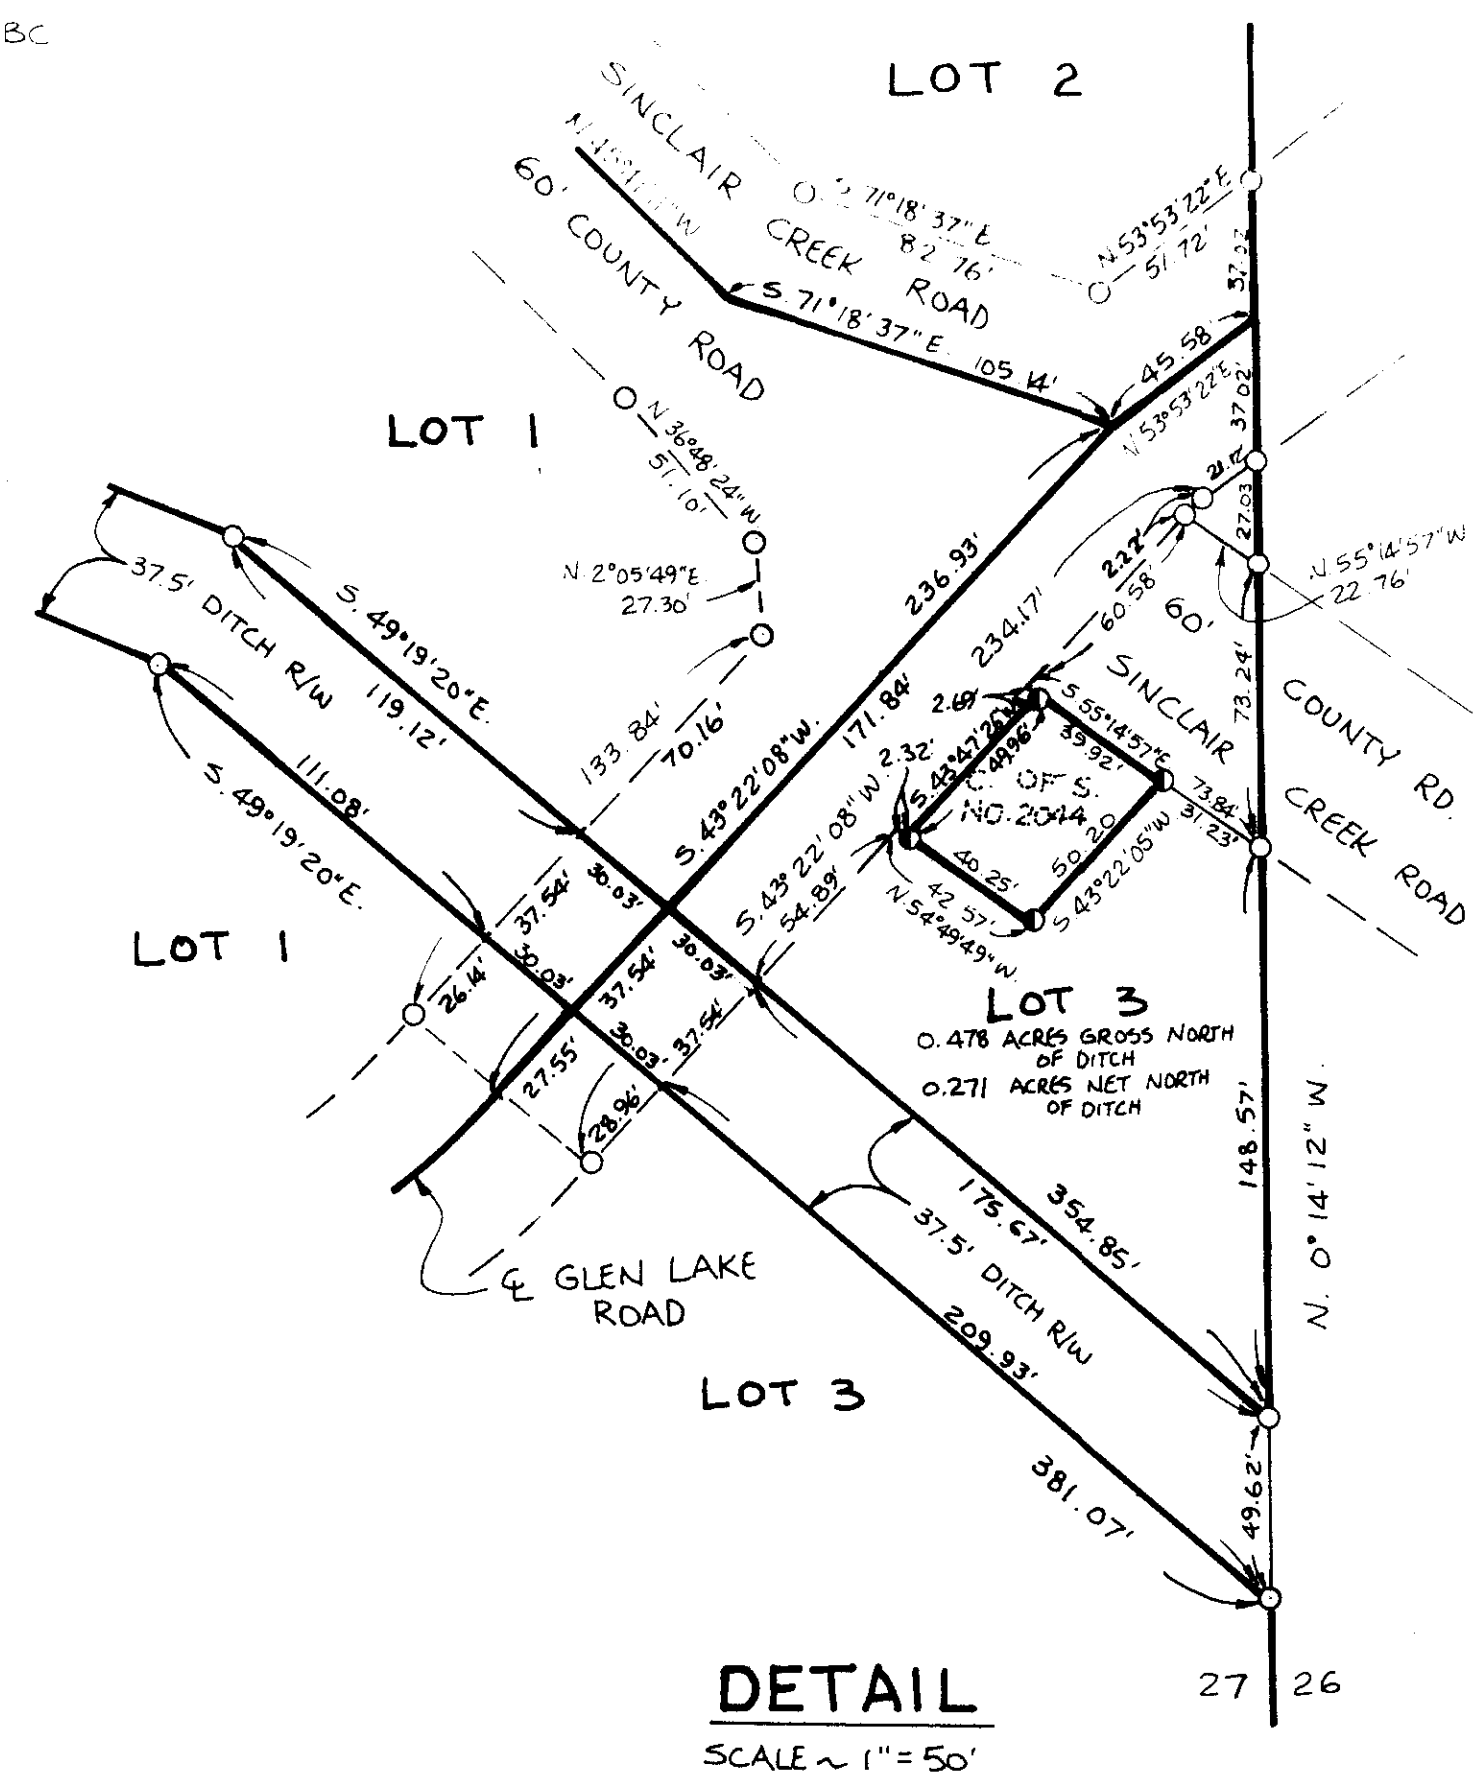 BC
LOT 2
SINCLAIR
CREEK
ROAD
60' COUNTY ROAD
71°18'37"E
82.76'
N.53°53'22"E
51.72'
S.71°18'37"E. 105.14'
45.58'
N.53°53'22"E.
37.02'
LOT 1
N.36°48'24"W.
51.10'
N.2°05'49"E.
27.30'
27.03
2.22'
60.58'
N.55°14'57"W
22.76'
236.93'
234.17'
60'
SINCLAIR
CREEK
ROAD
COUNTY RD.
73.24'
37.5' DITCH R/W
S.49°19'20"E.
119.12'
111.08'
S.49°19'20"E.
133.84'
70.16'
171.84'
S.43°22'08"W.
2.69'
2.32'
S.43°47'25"W.
49.96'
S.55°14'57"E
39.92'
C. OF S.
NO. 2044
73.84'
31.23'
50.20
S.43°22'05"W
40.25'
42.57'
N.54°49'49"W.
S.43°22'08"W.
54.89'
LOT 1
37.54'
30.03'
26.14'
30.03'
37.54'
30.03'
30.03'
37.54'
27.55'
28.96'
LOT 3
0.478 ACRES GROSS NORTH
OF DITCH
0.271 ACRES NET NORTH
OF DITCH
148.57'
N. 0°14'12" W.
175.67'
354.85'
37.5' DITCH R/W
209.93'
℄ GLEN LAKE
ROAD
LOT 3
381.07'
49.62'
DETAIL
SCALE ~ 1" = 50'
27 26